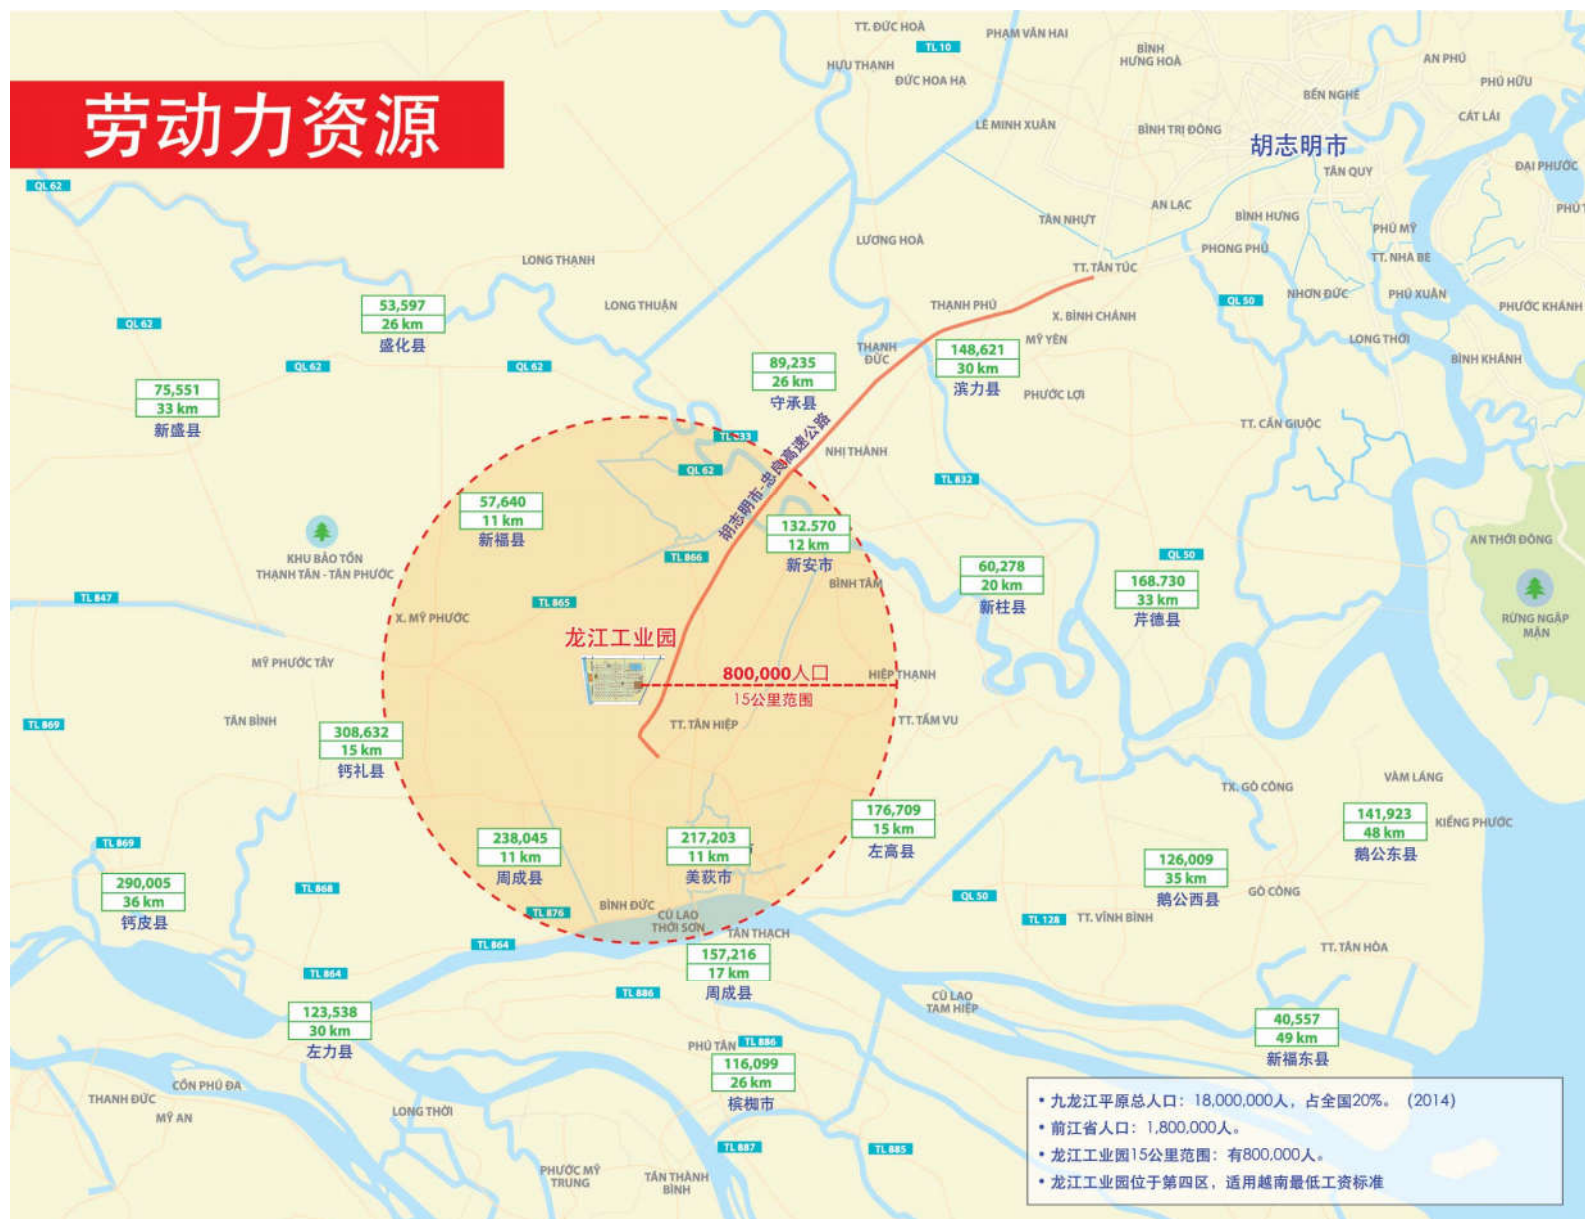 TT. ĐỨC HOÀ
PHẠM VĂN HAI
TL 10
BÌNH
HƯNG HOÀ
AN PHÚ
HỰU THẠNH
ĐỨC HOA HẠ
PHÚ HỮU
BẾN NGHÉ
劳动力资源
CÁT LÁI
LÊ MINH XUÂN
BÌNH TRỊ ĐÔNG
胡志明市
ĐẠI PHƯỚC
TÂN QUY
QL 62
AN LẠC
TÂN NHỰT
BÌNH HƯNG
PHÚ MỸ
LƯƠNG HOÀ
PHONG PHÚ
TT. NHÀ BÈ
LONG THẠNH
TT. TÂN TÚC
NHƠN ĐỨC
PHÚ XUÂN
QL 50
53,597
26 km
盛化县
LONG THUẬN
THẠNH PHÚ
X. BÌNH CHÁNH
PHƯỚC KHÁNH
QL 62
MỸ YÊN
LONG THỚI
THẠNH
ĐỨC
148,621
30 km
滨力县
BÌNH KHÁNH
QL 62
QL 62
89,235
26 km
守承县
75,551
33 km
新盛县
PHƯỚC LỢI
TT. CẦN GIUỘC
TL 833
胡志明市-忠良高速公路
NHỊ THÀNH
QL 62
TL 832
57,640
11 km
新福县
132.570
12 km
新安市
KHU BẢO TỒN
THẠNH TÂN - TÂN PHƯỚC
TL 866
QL 50
AN THỚI ĐÔNG
60,278
20 km
新柱县
168.730
33 km
芹德县
BÌNH TÂM
TL 847
TL 865
X. MỸ PHƯỚC
RỪNG NGẬP
MẶN
龙江工业园
MỸ PHƯỚC TÂY
800,000人口
15公里范围
HIỆP THẠNH
TÂN BÌNH
TL 869
TT. TÂN HIỆP
TT. TẦM VU
308,632
15 km
钙礼县
VÀM LÁNG
TX. GÒ CÔNG
176,709
15 km
左高县
141,923
48 km
鹅公东县
KIỂNG PHƯỚC
TL 869
238,045
11 km
周成县
217,203
11 km
美荻市
126,009
35 km
鹅公西县
290,005
36 km
钙皮县
TL 868
QL 50
GÒ CÔNG
BÌNH ĐỨC
TL 876
CÙ LAO
THỚI SƠN
TL 128
TT. VĨNH BÌNH
TÂN THẠCH
TL 864
TT. TÂN HÒA
157,216
17 km
周成县
TL 864
TL 886
CÙ LAO
TAM HIỆP
123,538
30 km
左力县
40,557
49 km
新福东县
PHÚ TÂN
TL 886
116,099
26 km
槟椥市
CỒN PHÚ ĐA
THANH ĐỨC
MỸ AN
LONG THỚI
TL 887
TL 885
PHƯỚC MỸ
TRUNG
TÂN THÀNH
BÌNH
• 九龙江平原总人口：18,000,000人，占全国20%。（2014）
• 前江省人口：1,800,000人。
• 龙江工业园15公里范围：有800,000人。
• 龙江工业园位于第四区，适用越南最低工资标准